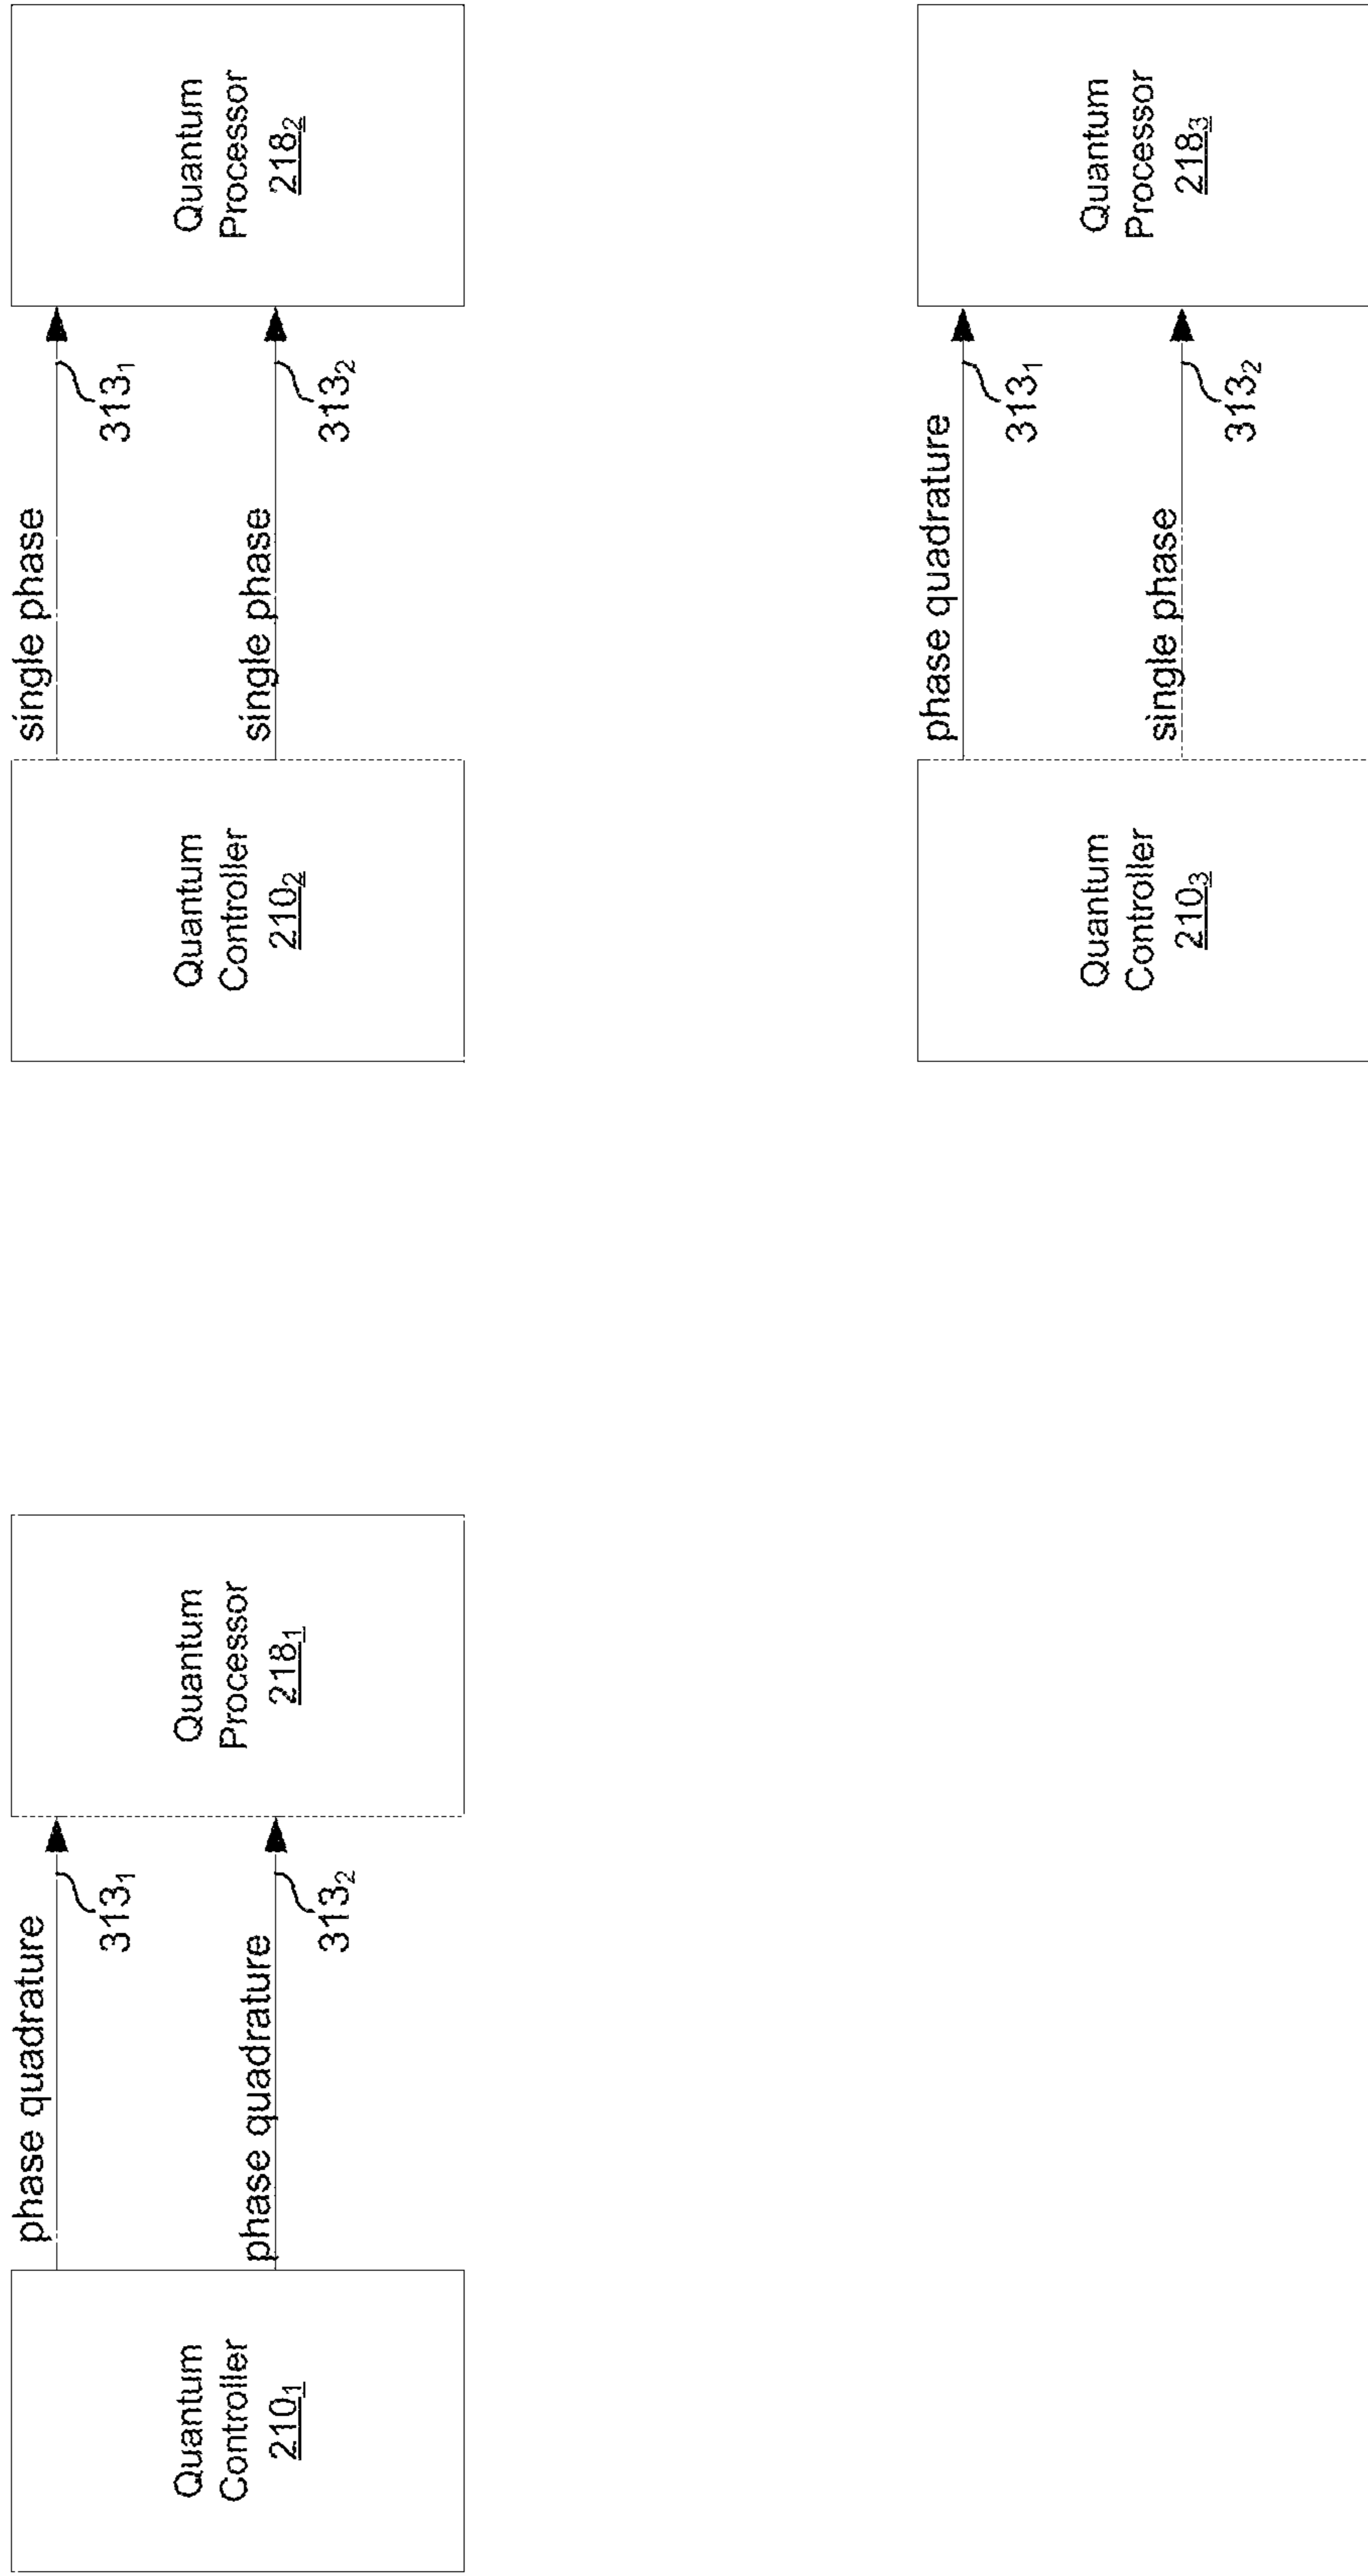 Quantum
Controller
210₁
phase quadrature
313₁
phase quadrature
313₂
Quantum
Processor
218₁
Quantum
Controller
210₂
single phase
313₁
single phase
313₂
Quantum
Processor
218₂
Quantum
Controller
210₃
phase quadrature
313₁
single phase
313₂
Quantum
Processor
218₃